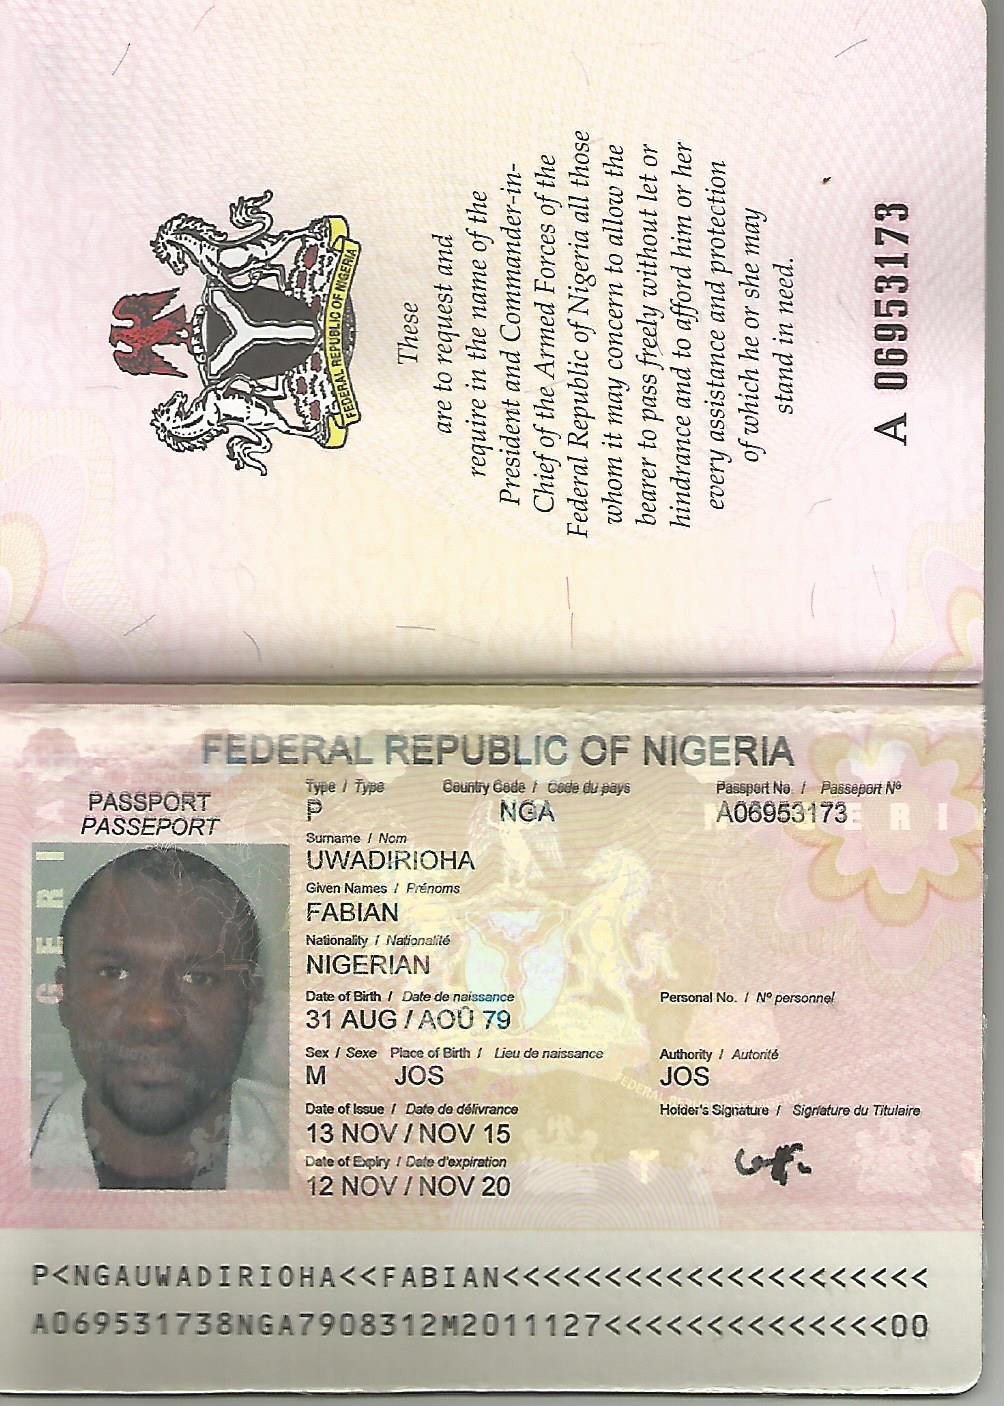 FEDERAL REPUBLIC OF NIGERIA
These
are to request and
require in the name of the
President and Commander-in-
Chief of the Armed Forces of the
Federal Republic of Nigeria all those
whom it may concern to allow the
bearer to pass freely without let or
hindrance and to afford him or her
every assistance and protection
of which he or she may
stand in need.
A 06953173
FEDERAL REPUBLIC OF NIGERIA
PASSPORT
PASSEPORT
Type / Type Country Code / Code du pays Passport No. / Passeport Nº
P NGA A06953173
Surname / Nom
UWADIRIOHA
Given Names / Prénoms
FABIAN
Nationality / Nationalité
NIGERIAN
Date of Birth / Date de naissance Personal No. / Nº personnel
31 AUG / AOÛ 79
Sex / Sexe Place of Birth / Lieu de naissance Authority / Autorité
M JOS JOS
Date of Issue / Date de délivrance Holder's Signature / Signature du Titulaire
13 NOV / NOV 15
Date of Expiry / Date d'expiration
12 NOV / NOV 20
P<NGAUWADIRIOHA<<FABIAN<<<<<<<<<<<<<<<<<<<<<
A069531738NGA7908312M2011127<<<<<<<<<<<<<<00